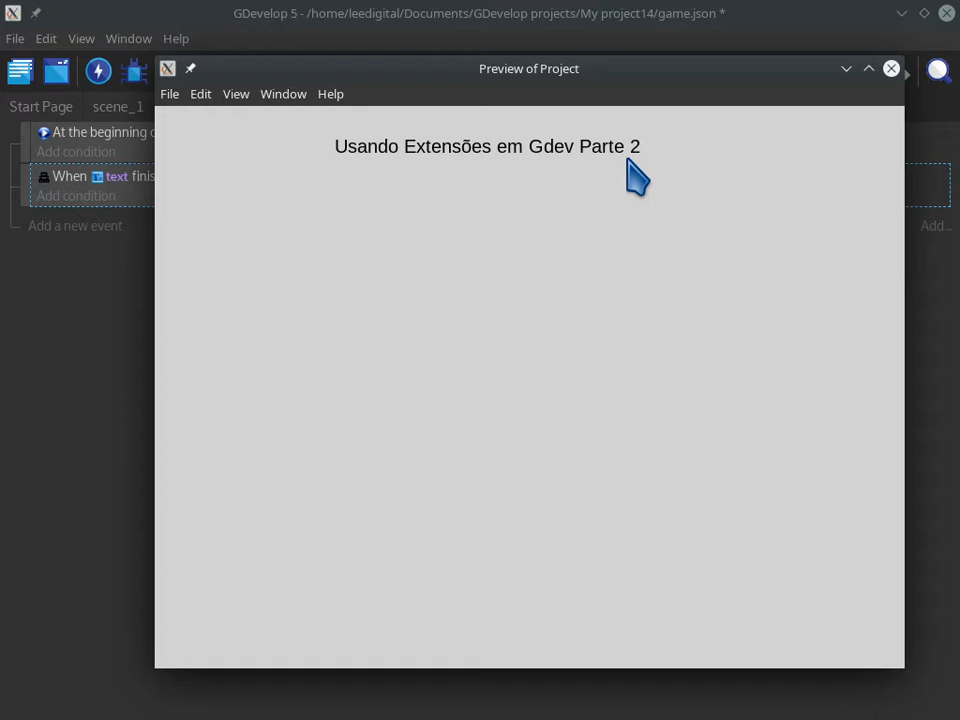 GDevelop 5 - /home/leedigital/Documents/GDevelop projects/My project14/game.json *
File Edit View Window Help
Preview of Project
File Edit View Window Help
Start Page scene_1
At the beginning
Add condition
When text
Add condition
Add a new event
Add...
Usando Extensões em Gdev Parte 2